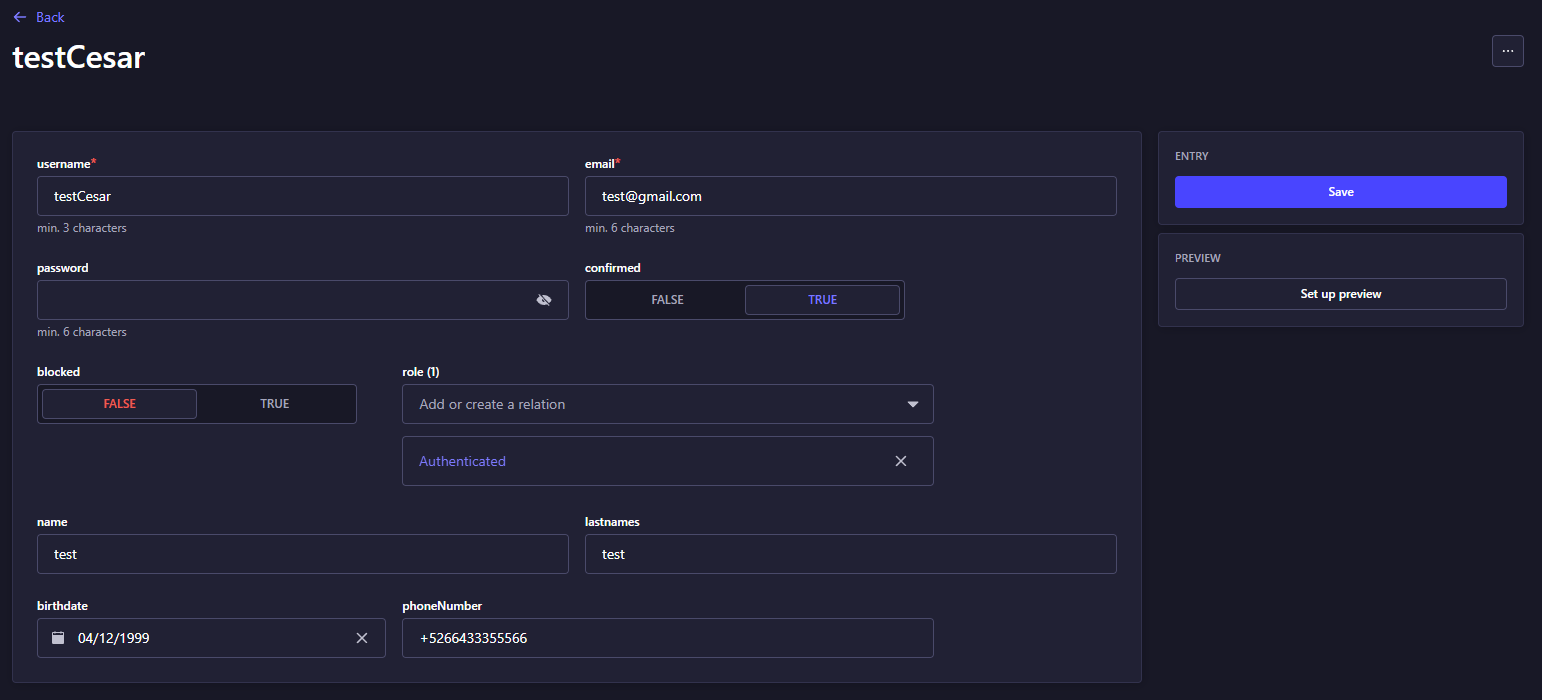 Back
testCesar
...
username*
testCesar
min. 3 characters
email*
test@gmail.com
min. 6 characters
password
min. 6 characters
confirmed
FALSE TRUE
blocked
FALSE TRUE
role (1)
Add or create a relation
Authenticated
name
test
lastnames
test
birthdate
04/12/1999
phoneNumber
+5266433355566
ENTRY
Save
PREVIEW
Set up preview